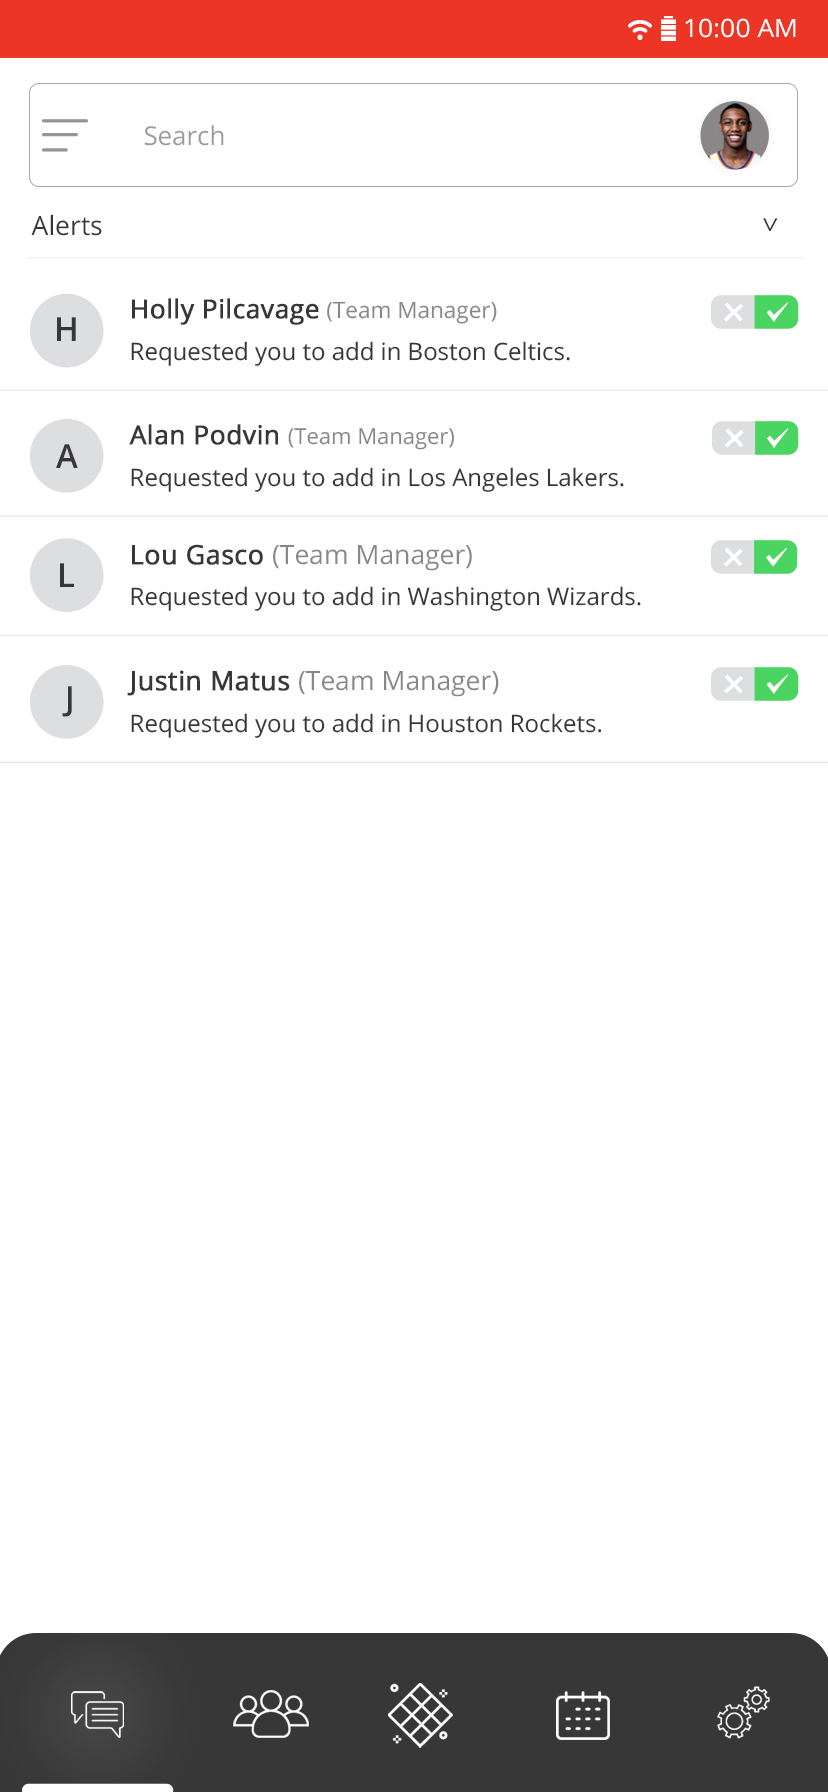 10:00 AM
Search
Alerts
H
Holly Pilcavage (Team Manager)
Requested you to add in Boston Celtics.
A
Alan Podvin (Team Manager)
Requested you to add in Los Angeles Lakers.
L
Lou Gasco (Team Manager)
Requested you to add in Washington Wizards.
J
Justin Matus (Team Manager)
Requested you to add in Houston Rockets.